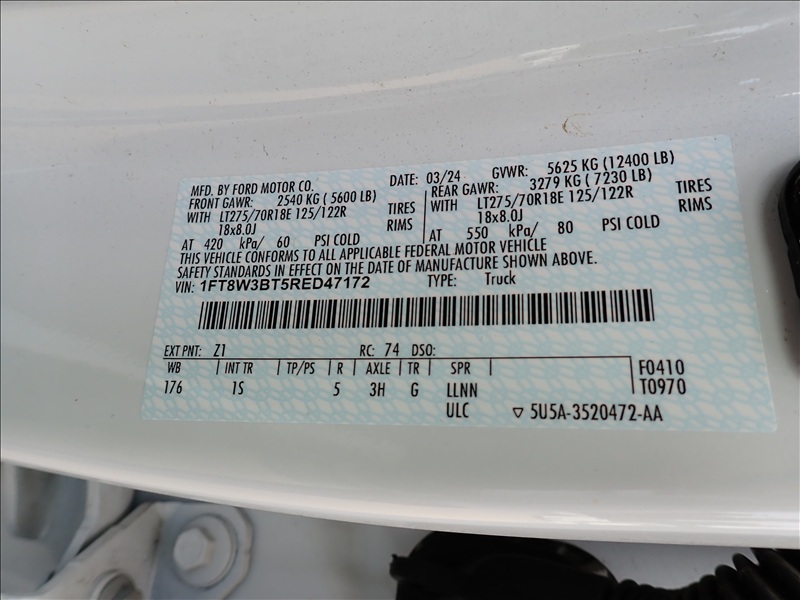 MFD. BY FORD MOTOR CO.
DATE: 03/24 GVWR: 5625 KG (12400 LB)
FRONT GAWR: 2540 KG (5600 LB)
REAR GAWR: 3279 KG (7230 LB)
WITH LT275/70R18E 125/122R TIRES
WITH LT275/70R18E 125/122R TIRES
18x8.0J RIMS
18x8.0J RIMS
AT 420 kPa/ 60 PSI COLD
AT 550 kPa/ 80 PSI COLD
THIS VEHICLE CONFORMS TO ALL APPLICABLE FEDERAL MOTOR VEHICLE
SAFETY STANDARDS IN EFFECT ON THE DATE OF MANUFACTURE SHOWN ABOVE.
VIN: 1FT8W3BT5RED47172 TYPE: Truck
EXT PNT: Z1 RC: 74 DSO:
WB INT TR TP/PS R AXLE TR SPR F0410
176 1S 5 3H G LLNN T0970
ULC ▽ 5U5A-3520472-AA